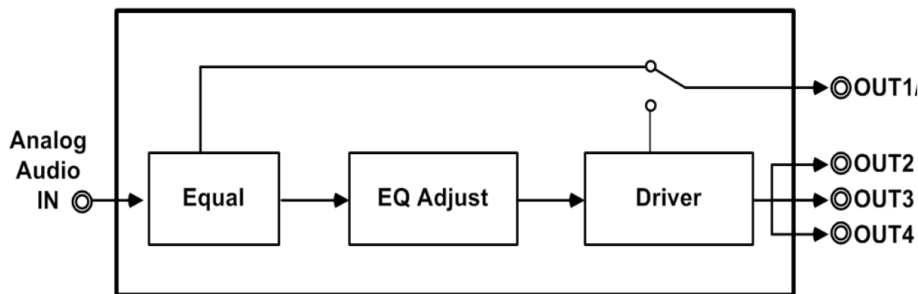 OUT1/
Analog
Audio
IN
Equal
EQ Adjust
Driver
OUT2
OUT3
OUT4